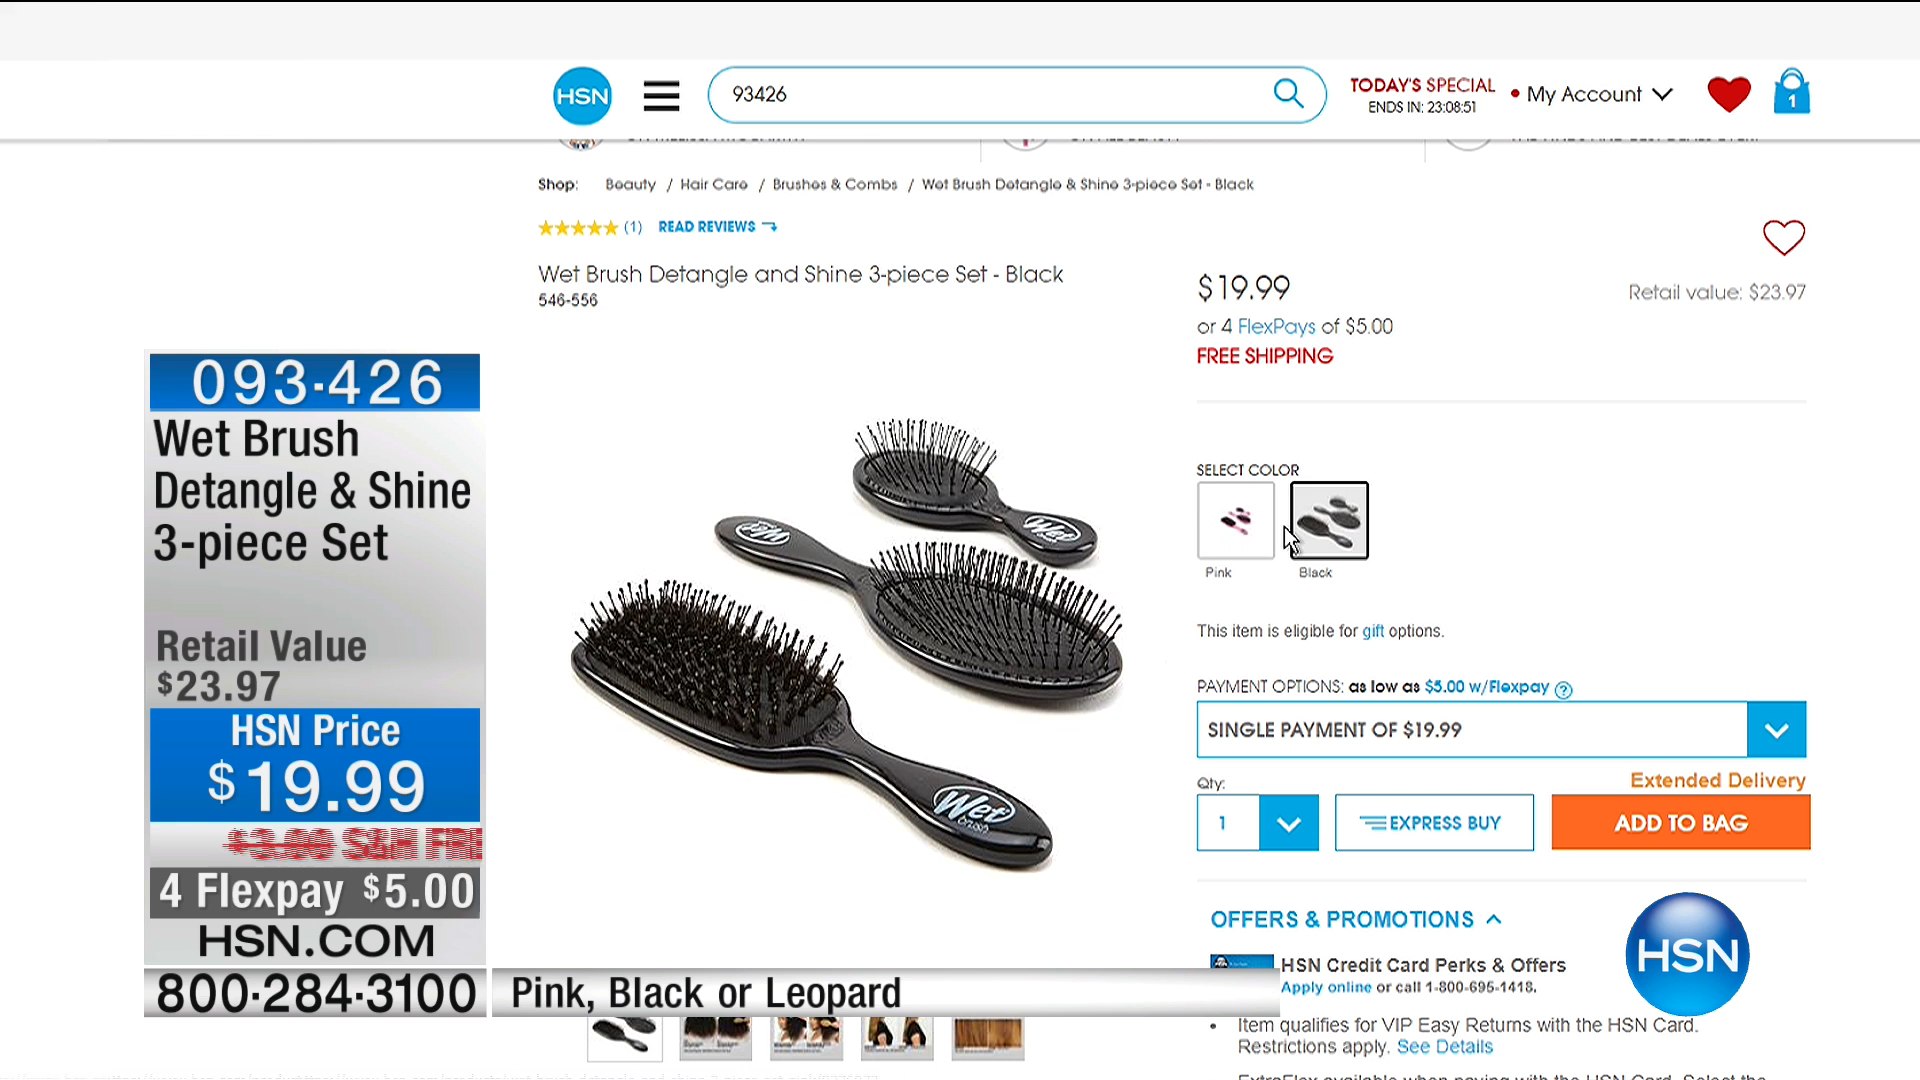 HSN
93426
TODAY'S SPECIAL
ENDS IN: 23:08:51
My Account
1
Shop: Beauty / Hair Care / Brushes & Combs / Wet Brush Detangle & Shine 3-piece Set - Black
(1) READ REVIEWS
Wet Brush Detangle and Shine 3-piece Set - Black
546-556
$19.99
Retail value: $23.97
or 4 FlexPays of $5.00
FREE SHIPPING
093-426
Wet Brush
Detangle & Shine
3-piece Set
Retail Value
$23.97
HSN Price
$19.99
$3.00 S&H FRE
4 Flexpay $5.00
HSN.COM
800-284-3100
Pink, Black or Leopard
Wet
Wet
Wet
brush
SELECT COLOR
Pink
Black
This item is eligible for gift options.
PAYMENT OPTIONS: as low as $5.00 w/Flexpay ?
SINGLE PAYMENT OF $19.99
Qty:
Extended Delivery
1
EXPRESS BUY
ADD TO BAG
OFFERS & PROMOTIONS
HSN Credit Card Perks & Offers
Apply online or call 1-800-695-1418.
HSN
• Item qualifies for VIP Easy Returns with the HSN Card.
Restrictions apply. See Details